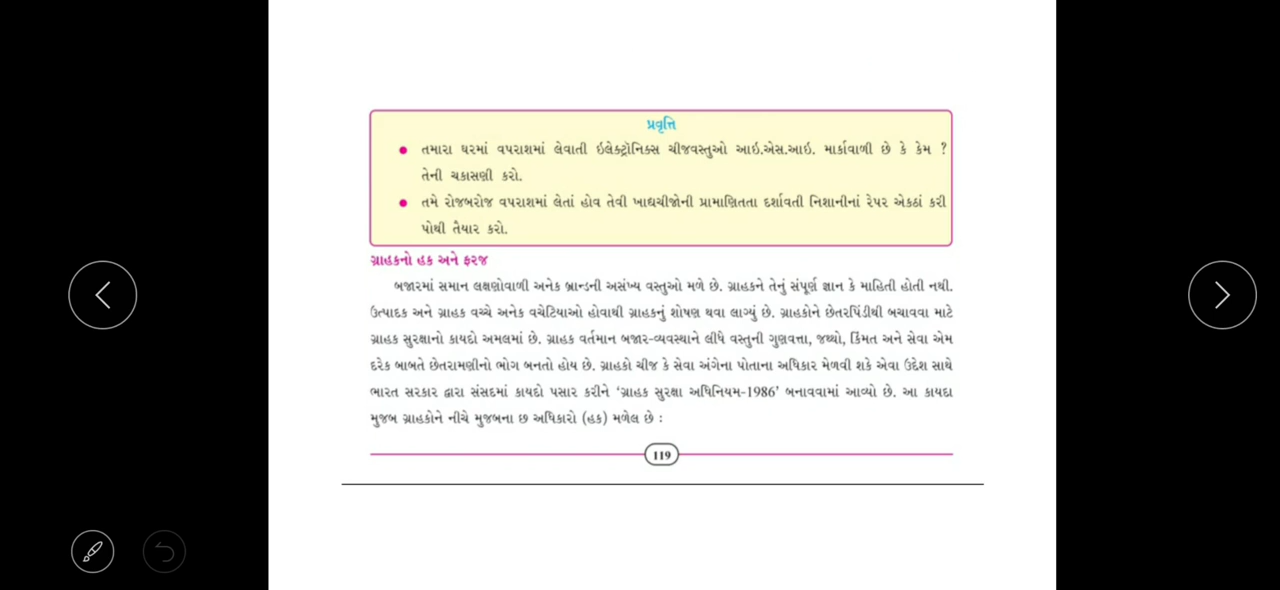 પ્રવૃત્તિ
● તમારા ઘરમાં વપરાશમાં લેવાતી ઇલેક્ટ્રૉનિક્સ ચીજવસ્તુઓ આઇ.એસ.આઇ. માર્કાવાળી છે કે કેમ ?
તેની ચકાસણી કરો.
● તમે રોજબરોજ વપરાશમાં લેતાં હોવ તેવી ખાદ્યચીજોની પ્રામાણિતતા દર્શાવતી નિશાનીનાં રેપર એકઠાં કરી
પોથી તૈયાર કરો.
ગ્રાહકનો હક અને ફરજ
બજારમાં સમાન લક્ષણોવાળી અનેક બ્રાન્ડની અસંખ્ય વસ્તુઓ મળે છે. ગ્રાહકને તેનું સંપૂર્ણ જ્ઞાન કે માહિતી હોતી નથી.
ઉત્પાદક અને ગ્રાહક વચ્ચે અનેક વચેટિયાઓ હોવાથી ગ્રાહકનું શોષણ થવા લાગ્યું છે. ગ્રાહકોને છેતરપિંડીથી બચાવવા માટે
ગ્રાહક સુરક્ષાનો કાયદો અમલમાં છે. ગ્રાહક વર્તમાન બજાર-વ્યવસ્થાને લીધે વસ્તુની ગુણવત્તા, જથ્થો, કિંમત અને સેવા એમ
દરેક બાબતે છેતરામણીનો ભોગ બનતો હોય છે. ગ્રાહકો ચીજ કે સેવા અંગેના પોતાના અધિકાર મેળવી શકે એવા ઉદ્દેશ સાથે
ભારત સરકાર દ્વારા સંસદમાં કાયદો પસાર કરીને ‘ગ્રાહક સુરક્ષા અધિનિયમ-1986’ બનાવવામાં આવ્યો છે. આ કાયદા
મુજબ ગ્રાહકોને નીચે મુજબના છ અધિકારો (હક) મળેલ છે :
119